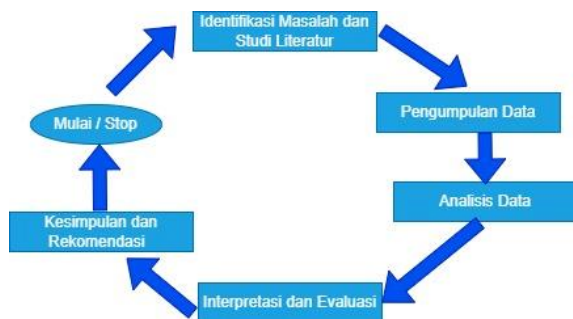 Identifikasi Masalah dan
Studi Literatur
Pengumpulan Data
Analisis Data
Interpretasi dan Evaluasi
Kesimpulan dan
Rekomendasi
Mulai / Stop